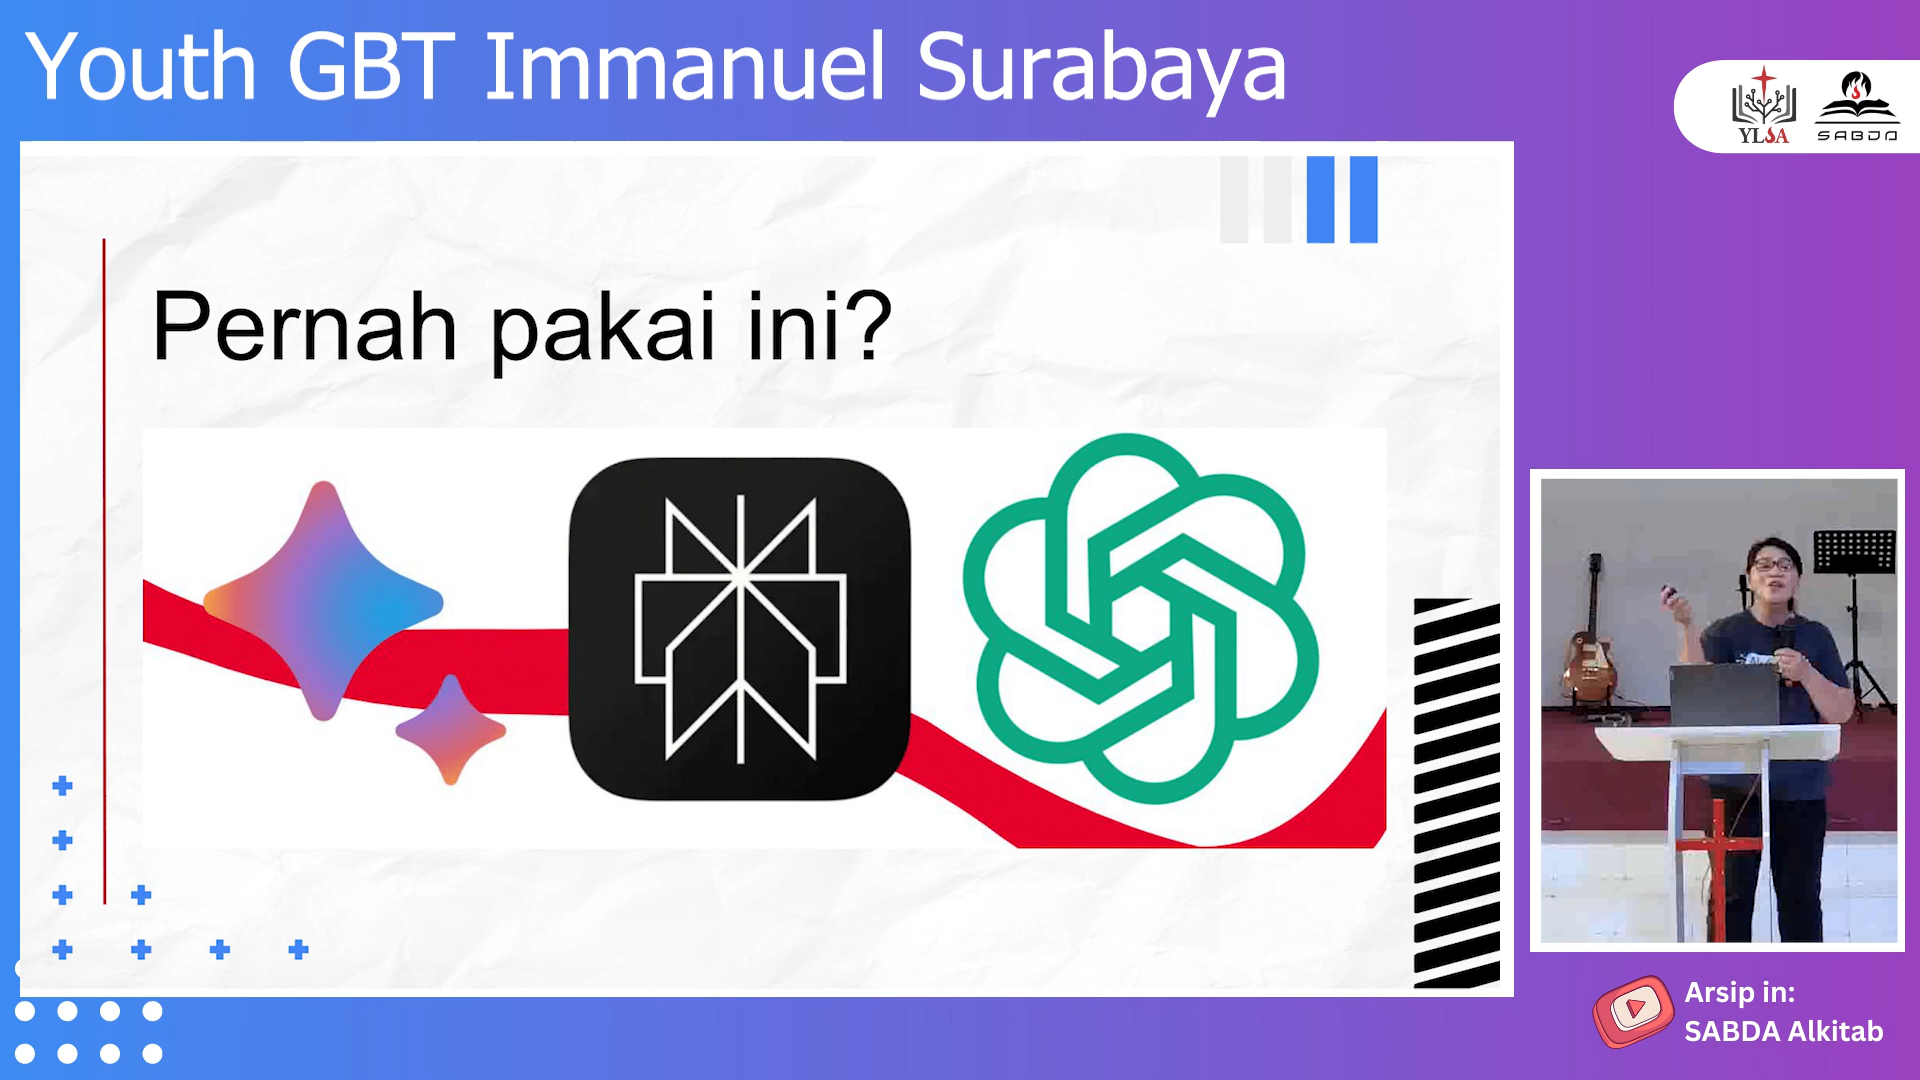 Youth GBT Immanuel Surabaya
YLSA
SABDA
Pernah pakai ini?
Arsip in:
SABDA Alkitab